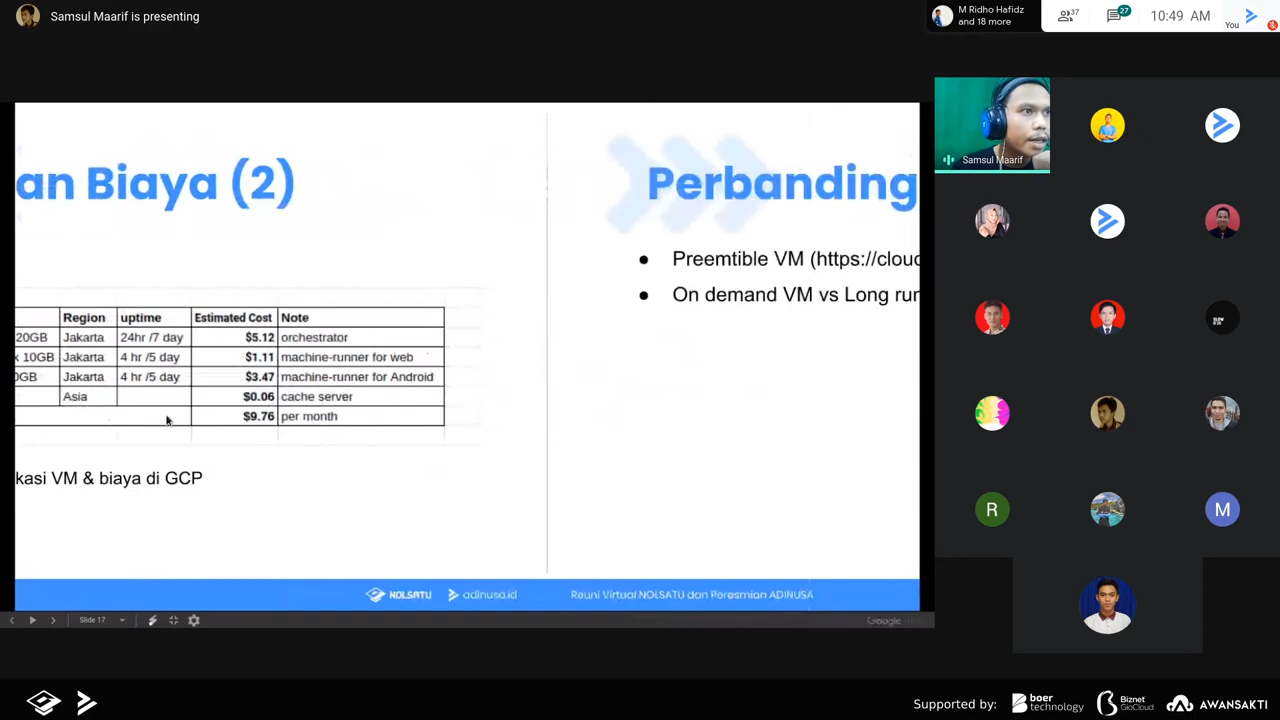 Samsul Maarif is presenting
M Ridho Hafidz
and 18 more
37
27
10:49 AM
You
an Biaya (2)
Region uptime Estimated Cost Note
20GB Jakarta 24hr /7 day $5.12 orchestrator
x 10GB Jakarta 4 hr /5 day $1.11 machine-runner for web
0GB Jakarta 4 hr /5 day $3.47 machine-runner for Android
Asia $0.06 cache server
$9.76 per month
kasi VM & biaya di GCP
Perbanding
● Preemtible VM (https://clou
● On demand VM vs Long run
Samsul Maarif
R
M
NOLSATU adinusa.id Reuni Virtual NOLSATU dan Peresmian ADINUSA
Slide 17
Google
Supported by: boer technology Biznet GioCloud AWANSAKTI